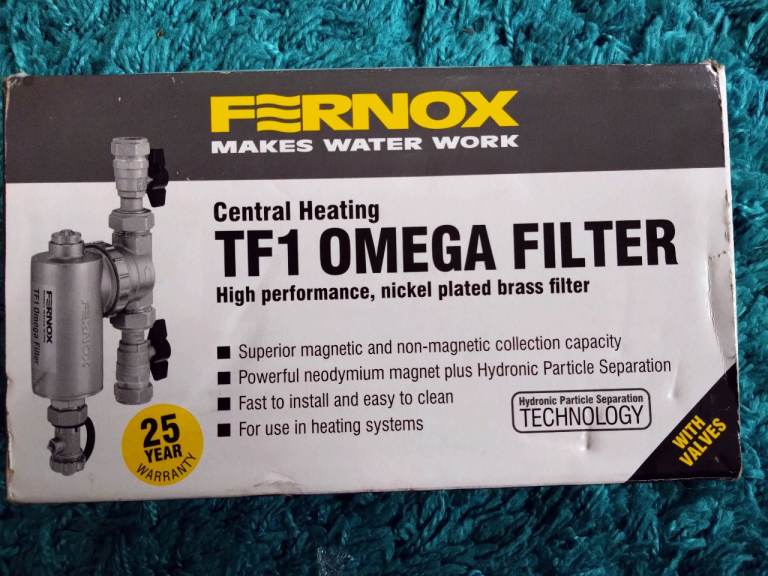 FERNOX
MAKES WATER WORK
Central Heating
TF1 OMEGA FILTER
High performance, nickel plated brass filter
Superior magnetic and non-magnetic collection capacity
Powerful neodymium magnet plus Hydronic Particle Separation
Fast to install and easy to clean
For use in heating systems
Hydronic Particle Separation
TECHNOLOGY
25
YEAR
WARRANTY
WITH
VALVES
FERNOX
TF1 Omega Filter
FERNOX